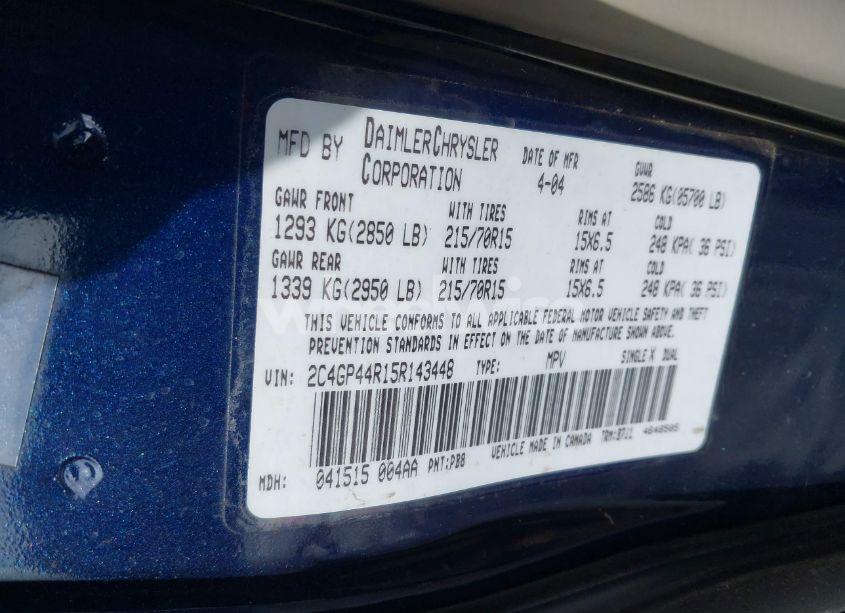 MFD BY DAIMLERCHRYSLER CORPORATION DATE OF MFR 4-04 GVWR 2586 KG(05700 LB)
GAWR FRONT WITH TIRES RIMS AT COLD
1293 KG(2850 LB) 215/70R15 15X6.5 248 KPA( 36 PSI)
GAWR REAR WITH TIRES RIMS AT COLD
1339 KG(2950 LB) 215/70R15 15X6.5 248 KPA( 36 PSI)
THIS VEHICLE CONFORMS TO ALL APPLICABLE FEDERAL MOTOR VEHICLE SAFETY AND THEFT
PREVENTION STANDARDS IN EFFECT ON THE DATE OF MANUFACTURE SHOWN ABOVE.
VIN: 2C4GP44R15R143448 TYPE: MPV SINGLE X DUAL
VEHICLE MADE IN CANADA
MDH: 041515 004AA PNT:PB8